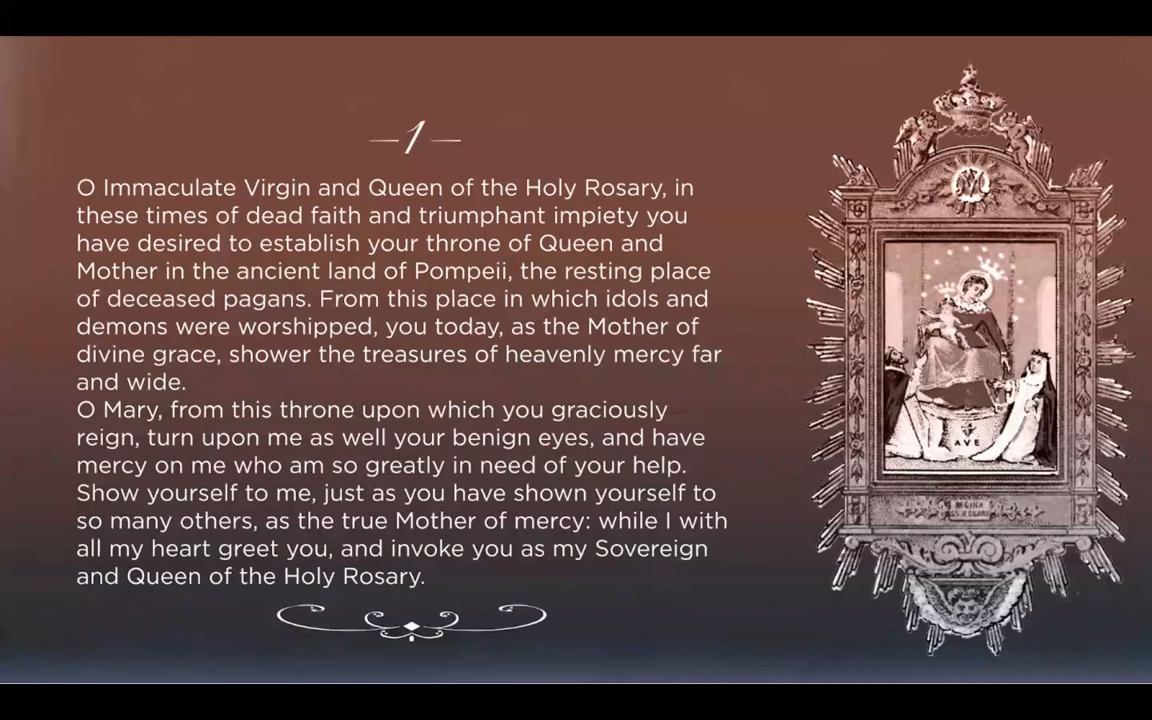 1
O Immaculate Virgin and Queen of the Holy Rosary, in
these times of dead faith and triumphant impiety you
have desired to establish your throne of Queen and
Mother in the ancient land of Pompeii, the resting place
of deceased pagans. From this place in which idols and
demons were worshipped, you today, as the Mother of
divine grace, shower the treasures of heavenly mercy far
and wide.
O Mary, from this throne upon which you graciously
reign, turn upon me as well your benign eyes, and have
mercy on me who am so greatly in need of your help.
Show yourself to me, just as you have shown yourself to
so many others, as the true Mother of mercy: while I with
all my heart greet you, and invoke you as my Sovereign
and Queen of the Holy Rosary.
AVE